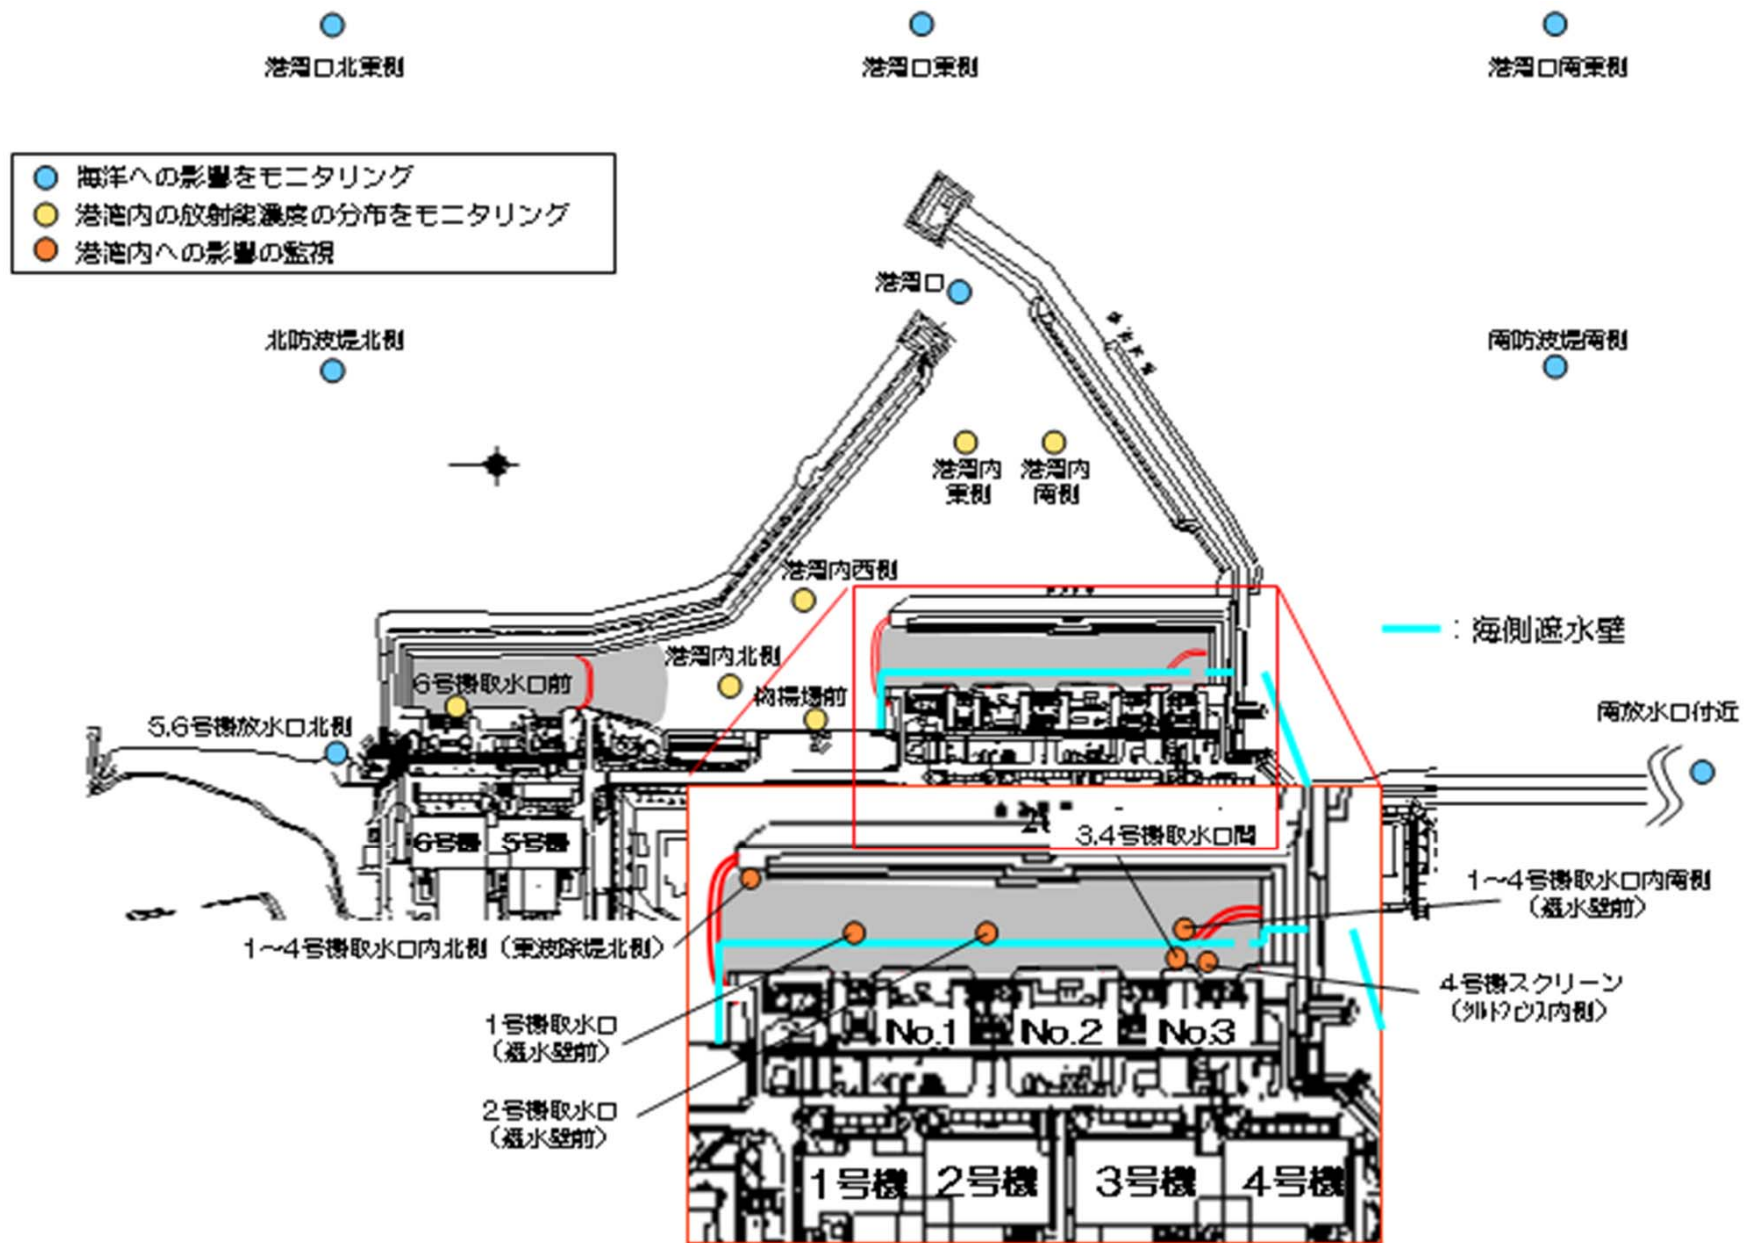 港湾口北東側
港湾口東側
港湾口南東側
海洋への影響をモニタリング
港湾内の放射能濃度の分布をモニタリング
港湾内への影響の監視
港湾口
北防波堤北側
南防波堤南側
港湾内
東側
港湾内
南側
港湾内西側
：海側遮水壁
港湾内北側
6号機取水口前
物揚場前
5,6号機放水口北側
南放水口付近
6号機
5号機
3,4号機取水口間
1～4号機取水口内南側
（遮水壁前）
1～4号機取水口内北側（東波除堤北側）
4号機スクリーン
（シルトフェンス内側）
1号機取水口
（遮水壁前）
No.1
No.2
No.3
2号機取水口
（遮水壁前）
1号機
2号機
3号機
4号機